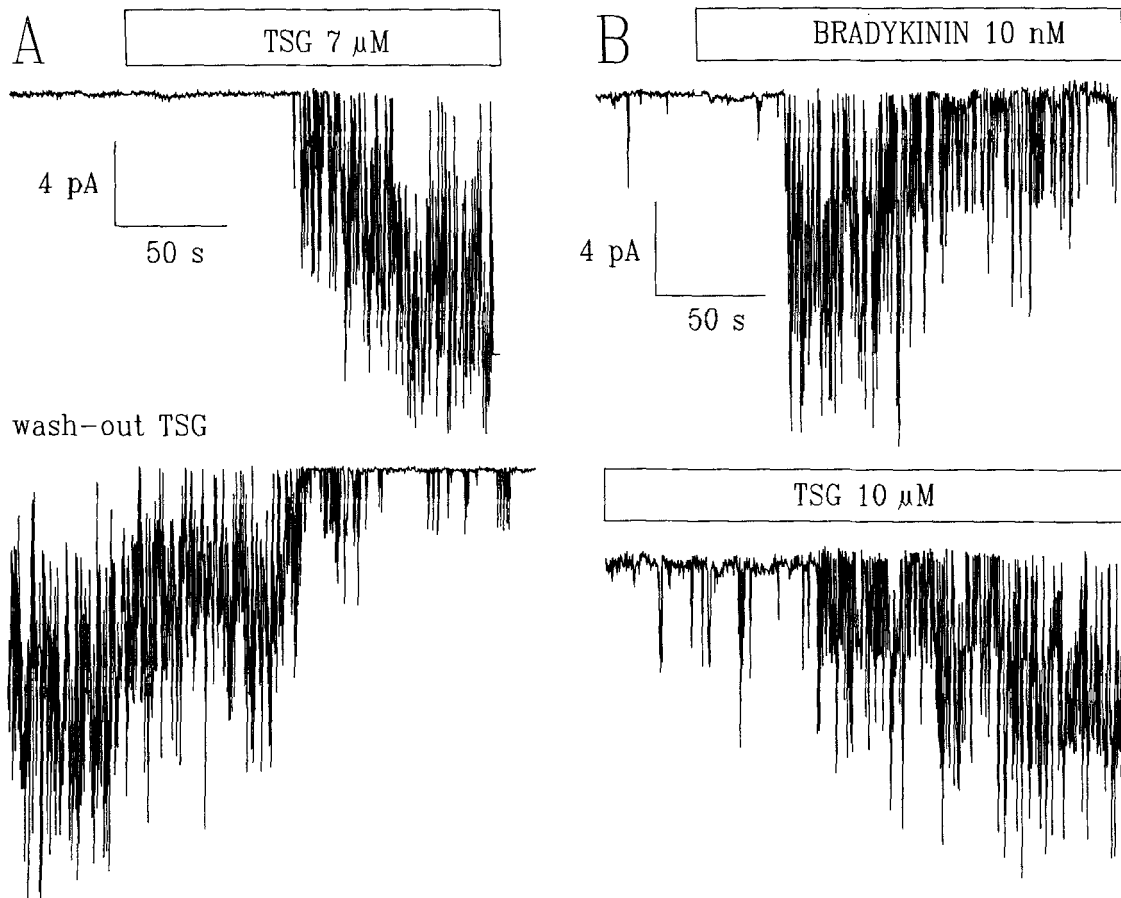 A
TSG 7 μM
4 pA
50 s
wash-out TSG
B
BRADYKININ 10 nM
4 pA
50 s
TSG 10 μM